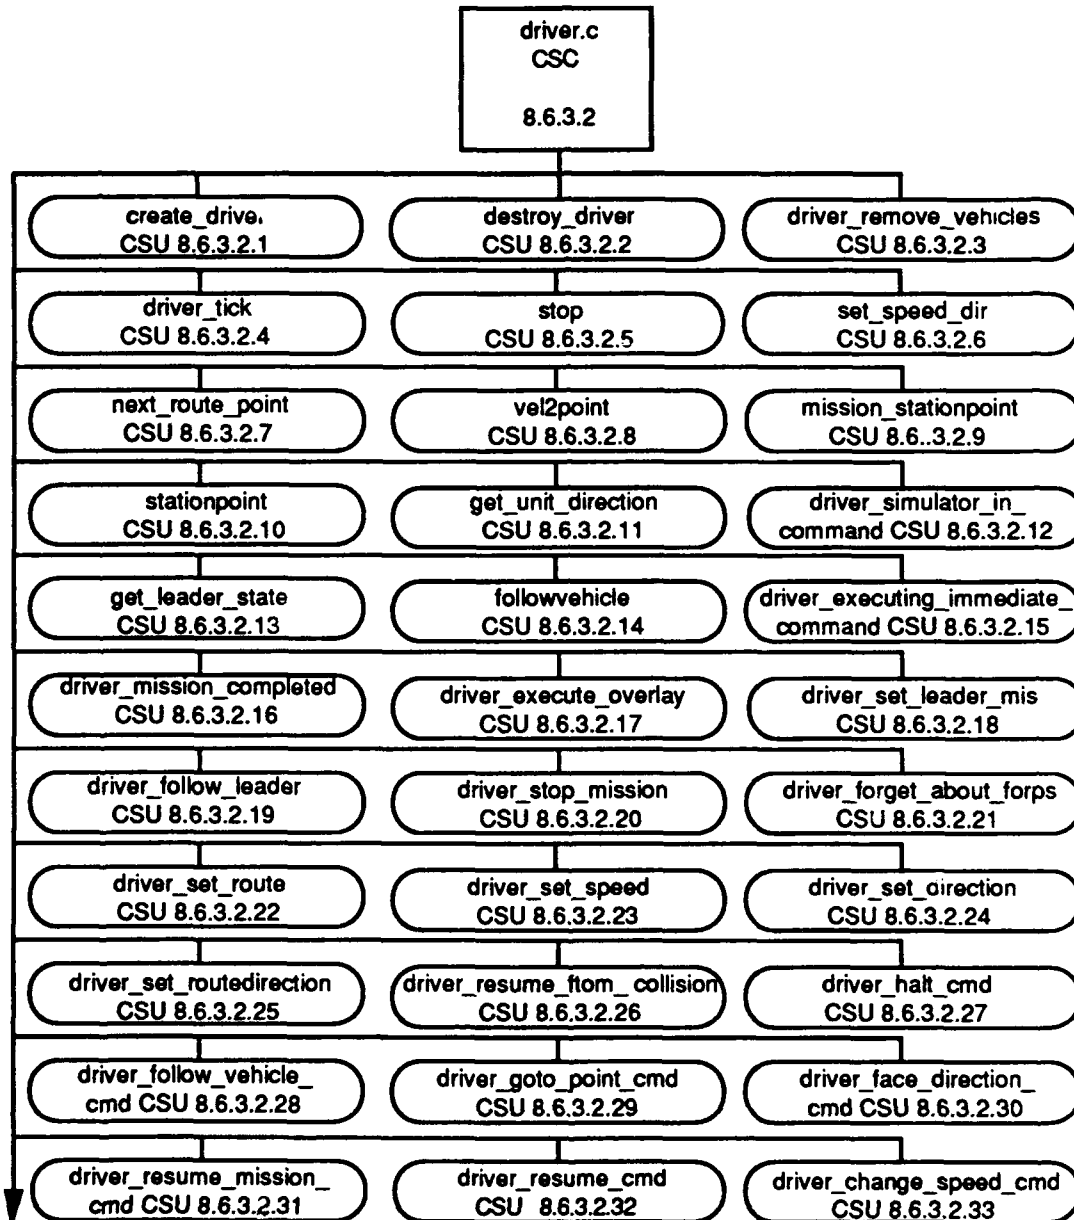 driver.c
CSC
8.6.3.2
create_driver
CSU 8.6.3.2.1
destroy_driver
CSU 8.6.3.2.2
driver_remove_vehicles
CSU 8.6.3.2.3
driver_tick
CSU 8.6.3.2.4
stop
CSU 8.6.3.2.5
set_speed_dir
CSU 8.6.3.2.6
next_route_point
CSU 8.6.3.2.7
vel2point
CSU 8.6.3.2.8
mission_stationpoint
CSU 8.6..3.2.9
stationpoint
CSU 8.6.3.2.10
get_unit_direction
CSU 8.6.3.2.11
driver_simulator_in_
command CSU 8.6.3.2.12
get_leader_state
CSU 8.6.3.2.13
followvehicle
CSU 8.6.3.2.14
driver_executing_immediate_
command CSU 8.6.3.2.15
driver_mission_completed
CSU 8.6.3.2.16
driver_execute_overlay
CSU 8.6.3.2.17
driver_set_leader_mis
CSU 8.6.3.2.18
driver_follow_leader
CSU 8.6.3.2.19
driver_stop_mission
CSU 8.6.3.2.20
driver_forget_about_forps
CSU 8.6.3.2.21
driver_set_route
CSU 8.6.3.2.22
driver_set_speed
CSU 8.6.3.2.23
driver_set_direction
CSU 8.6.3.2.24
driver_set_routedirection
CSU 8.6.3.2.25
driver_resume_ftom_ collision
CSU 8.6.3.2.26
driver_halt_cmd
CSU 8.6.3.2.27
driver_follow_vehicle_
cmd CSU 8.6.3.2.28
driver_goto_point_cmd
CSU 8.6.3.2.29
driver_face_direction_
cmd CSU 8.6.3.2.30
driver_resume_mission_
cmd CSU 8.6.3.2.31
driver_resume_cmd
CSU 8.6.3.2.32
driver_change_speed_cmd
CSU 8.6.3.2.33